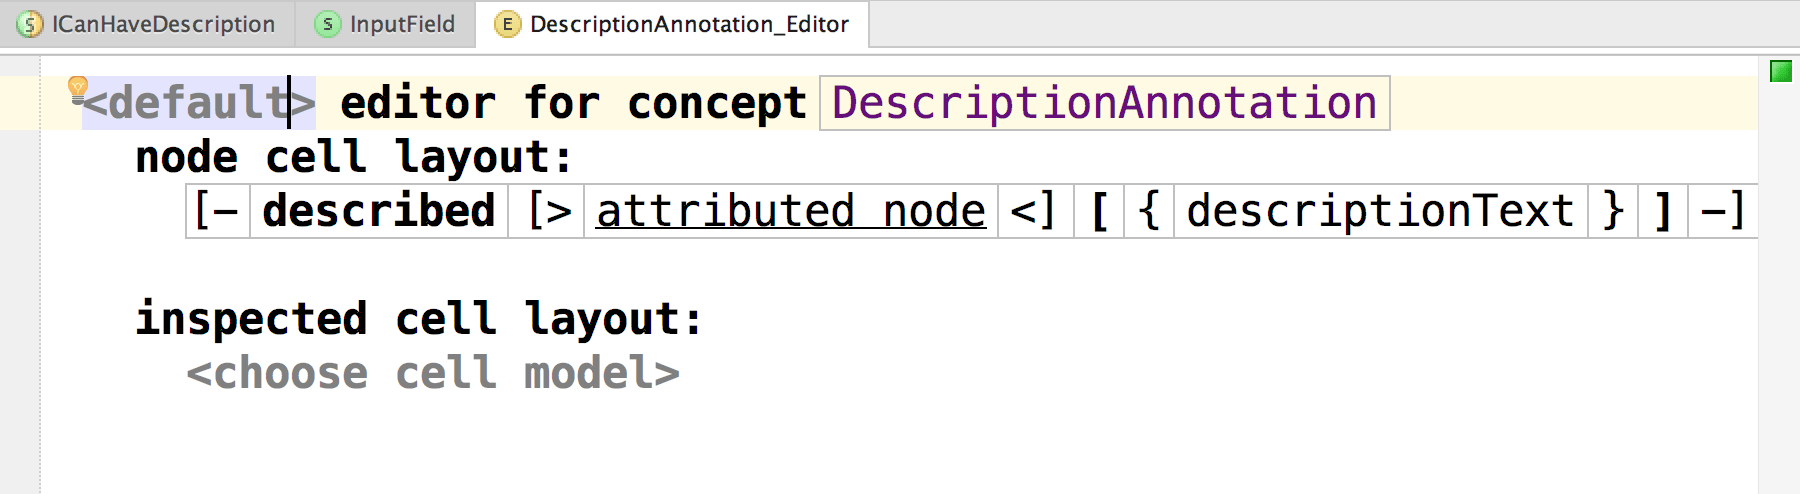 ICanHaveDescription InputField DescriptionAnnotation_Editor
<default> editor for concept DescriptionAnnotation
node cell layout:
[- described [> attributed node <] [ { descriptionText } ] -]
inspected cell layout:
<choose cell model>